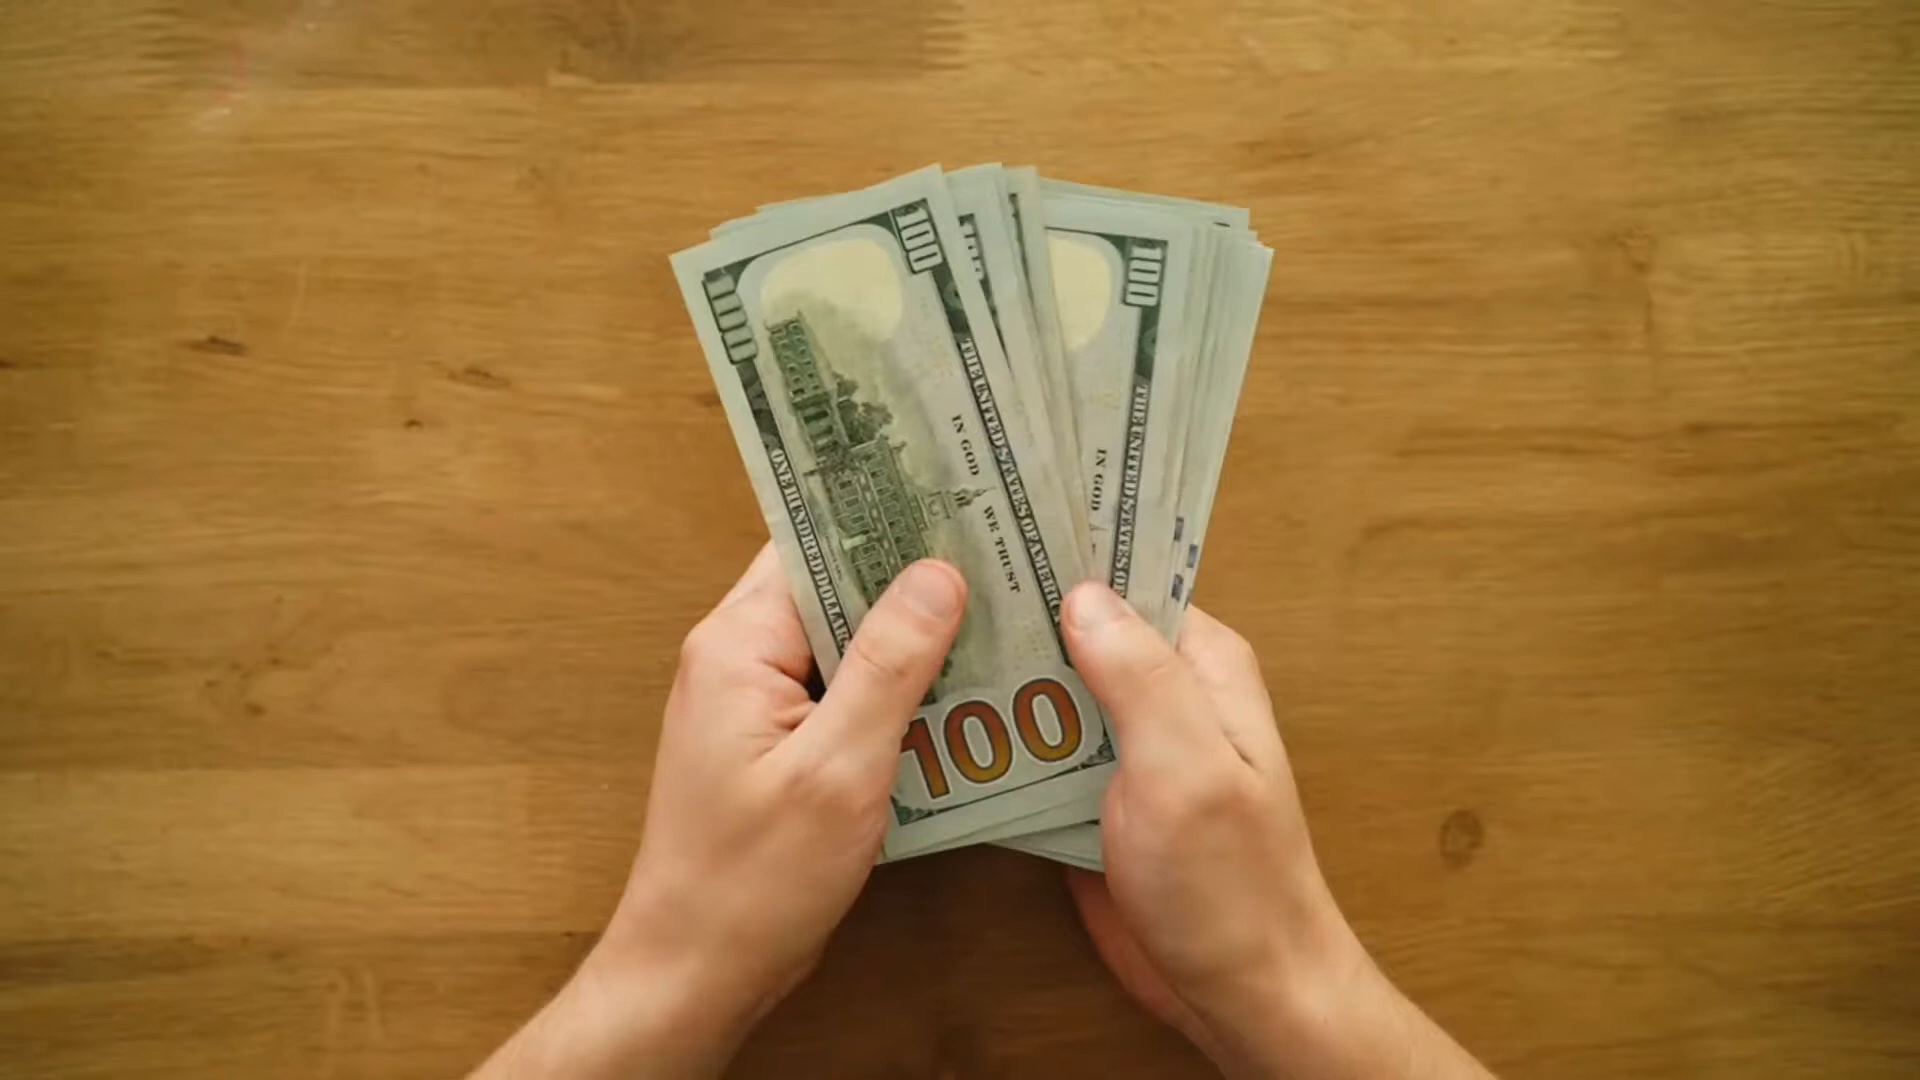 100
100
ONE HUNDRED DOLLARS
IN GOD WE TRUST
THE UNITED STATES OF AMERICA
100
100
100
IN GOD
THE UNITED STATES OF